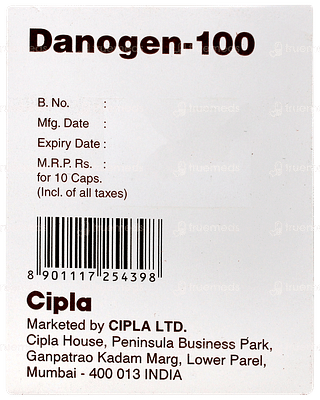 Danogen-100
B. No. :
Mfg. Date :
Expiry Date :
M.R.P. Rs. :
for 10 Caps.
(Incl. of all taxes)
8 901117 254398
Cipla
Marketed by CIPLA LTD.
Cipla House, Peninsula Business Park,
Ganpatrao Kadam Marg, Lower Parel,
Mumbai - 400 013 INDIA